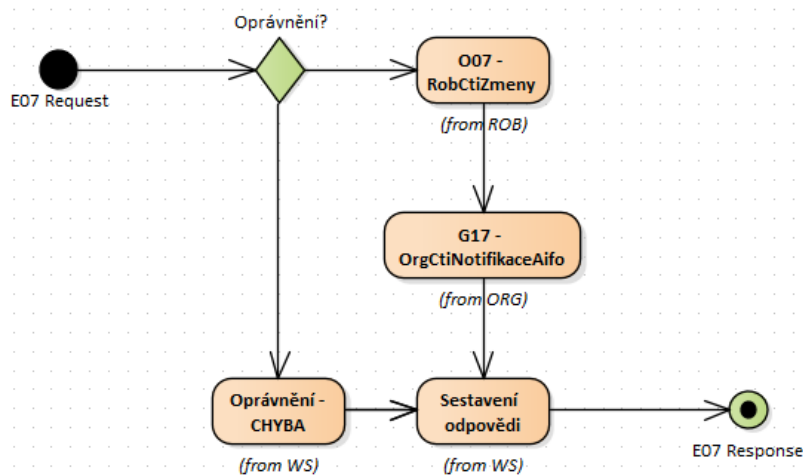 Oprávnění?
E07 Request
O07 -
RobCtiZmeny
(from ROB)
G17 -
OrgCtiNotifikaceAifo
(from ORG)
Oprávnění -
CHYBA
(from WS)
Sestavení
odpovědi
(from WS)
E07 Response